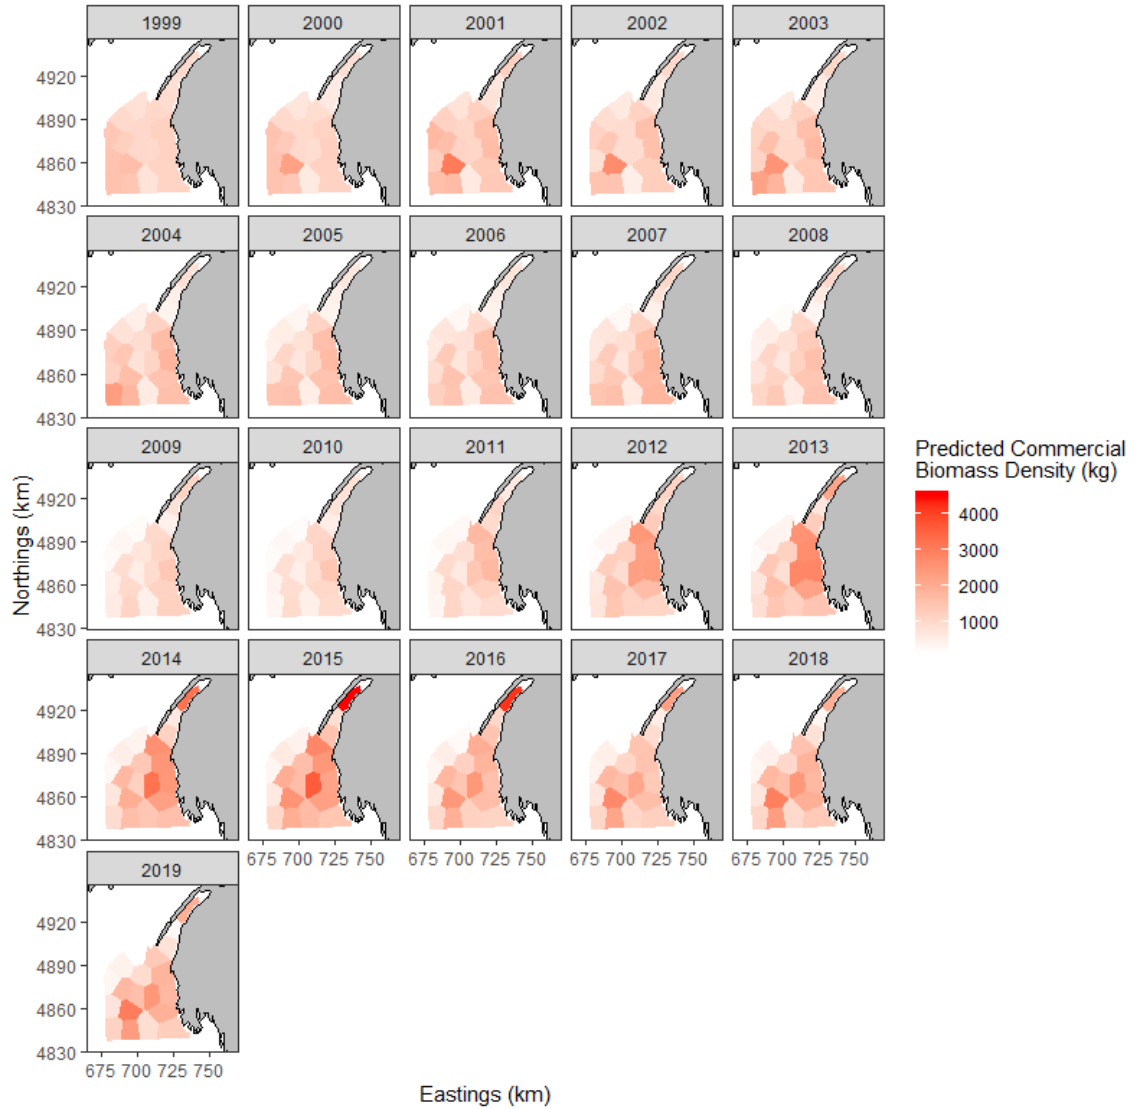 1999 2000 2001 2002 2003
4920
4890
4860
4830
2004 2005 2006 2007 2008
4920
4890
4860
4830
2009 2010 2011 2012 2013
4920
4890
4860
4830
2014 2015 2016 2017 2018
4920
4890
4860
4830
675 700 725 750 675 700 725 750 675 700 725 750 675 700 725 750
2019
4920
4890
4860
4830
675 700 725 750
Northings (km)
Eastings (km)
Predicted Commercial
Biomass Density (kg)
4000
3000
2000
1000